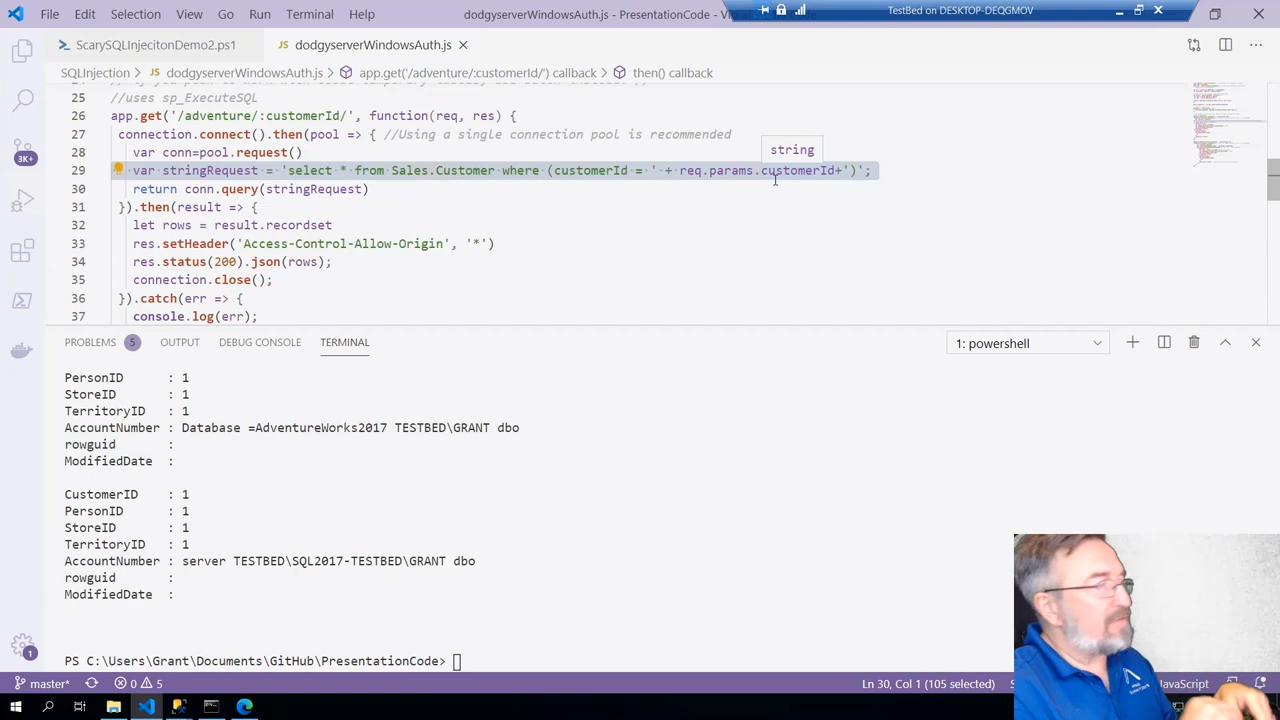 TestBed on DESKTOP-DEQGMOV
File Edit Selection View Go Run Terminal Help
dodgyserverWindowsAuth.js - PresentationCode -
ScarySQLInjecitonDemo2.ps1
dodgyserverWindowsAuth.js
SQLInjection > dodgyserverWindowsAuth.js > app.get('/adventure/:customerId/') callback > then() callback
25 //uses sp_ExecuteSQL
26 app.get('/adventure/:customerId/', function(req, res
27 connection.connect().then(pool=> { //Using a single connection pool is recommended
28 var conn=pool.request()
string
29 var stringRequest = 'select * from Sales.Customer where (customerId = ' + req.params.customerId+')';
30 return conn.query(stringRequest)
31 }).then(result => {
32 let rows = result.recordset
33 res.setHeader('Access-Control-Allow-Origin', '*')
34 res.status(200).json(rows);
35 connection.close();
36 }).catch(err => {
37 console.log(err);
3K+
PROBLEMS 5 OUTPUT DEBUG CONSOLE TERMINAL
1: powershell
PersonID : 1
StoreID : 1
TerritoryID : 1
AccountNumber : Database =AdventureWorks2017 TESTBED\GRANT dbo
rowguid :
ModifiedDate :
CustomerID : 1
PersonID : 1
StoreID : 1
TerritoryID : 1
AccountNumber : server TESTBED\SQL2017-TESTBED\GRANT dbo
rowguid :
ModifiedDate :
PS C:\Users\Grant\Documents\GitHub\PresentationCode>
1
master* 0 5
Ln 30, Col 1 (105 selected)
JavaScript